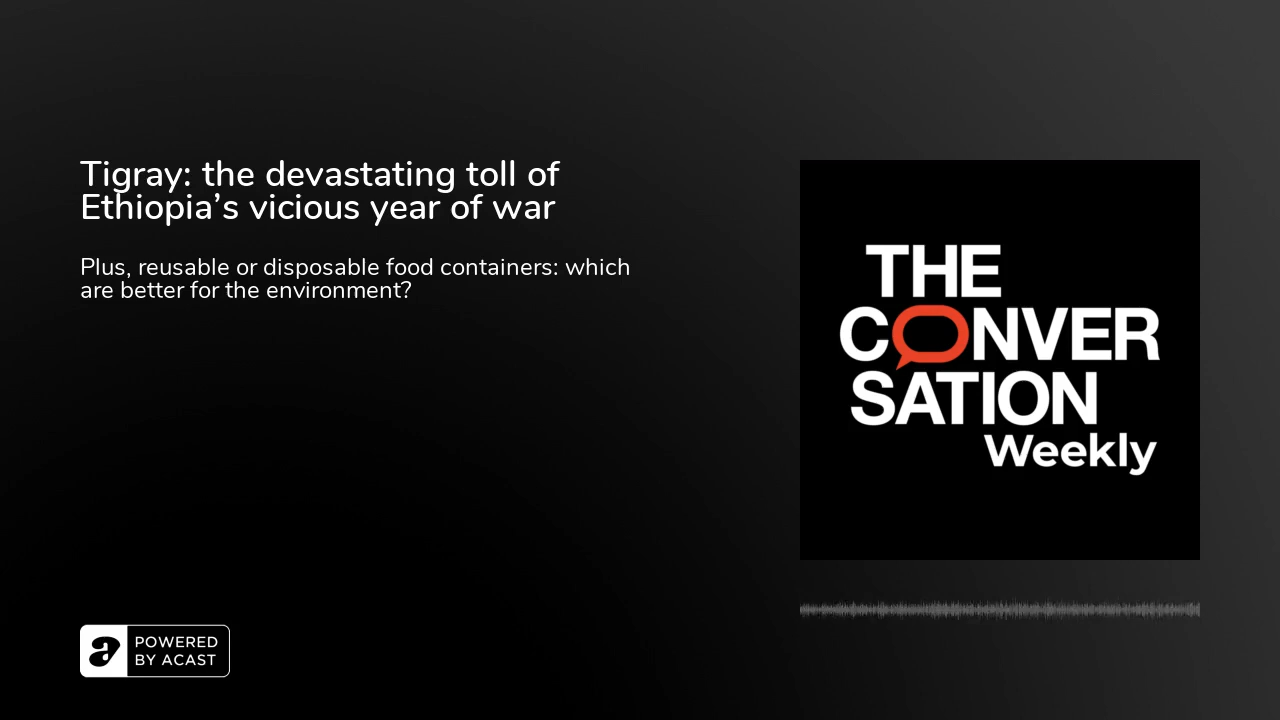 Tigray: the devastating toll of
Ethiopia’s vicious year of war
Plus, reusable or disposable food containers: which
are better for the environment?
THE
CONVER
SATION
Weekly
a POWERED
BY ACAST